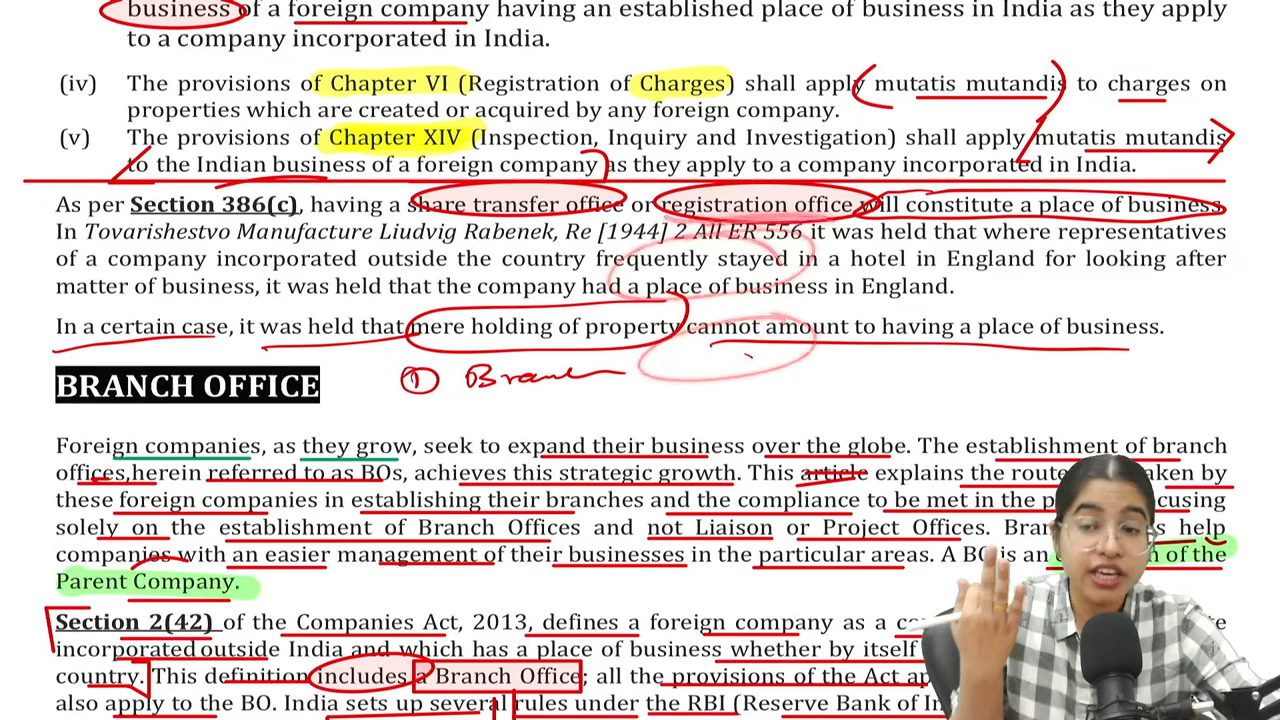 business of a foreign company having an established place of business in India as they apply
to a company incorporated in India.
(iv) The provisions of Chapter VI (Registration of Charges) shall apply mutatis mutandis to charges on
properties which are created or acquired by any foreign company.
(v) The provisions of Chapter XIV (Inspection, Inquiry and Investigation) shall apply mutatis mutandis
to the Indian business of a foreign company as they apply to a company incorporated in India.
As per Section 386(c), having a share transfer office or registration office will constitute a place of business.
In Tovarishestvo Manufacture Liudvig Rabenek, Re [1944] 2 All ER 556 it was held that where representatives
of a company incorporated outside the country frequently stayed in a hotel in England for looking after
matter of business, it was held that the company had a place of business in England.
In a certain case, it was held that mere holding of property cannot amount to having a place of business.
① Branch
BRANCH OFFICE
Foreign companies, as they grow, seek to expand their business over the globe. The establishment of branch
offices, herein referred to as BOs, achieves this strategic growth. This article explains the route aken by
these foreign companies in establishing their branches and the compliance to be met in the p cusing
solely on the establishment of Branch Offices and not Liaison or Project Offices. Bran s help
companies with an easier management of their businesses in the particular areas. A BO is an n of the
Parent Company.
Section 2(42) of the Companies Act, 2013, defines a foreign company as a co e
incorporated outside India and which has a place of business whether by itself
country. This definition includes a Branch Office; all the provisions of the Act ap
also apply to the BO. India sets up several rules under the RBI (Reserve Bank of In